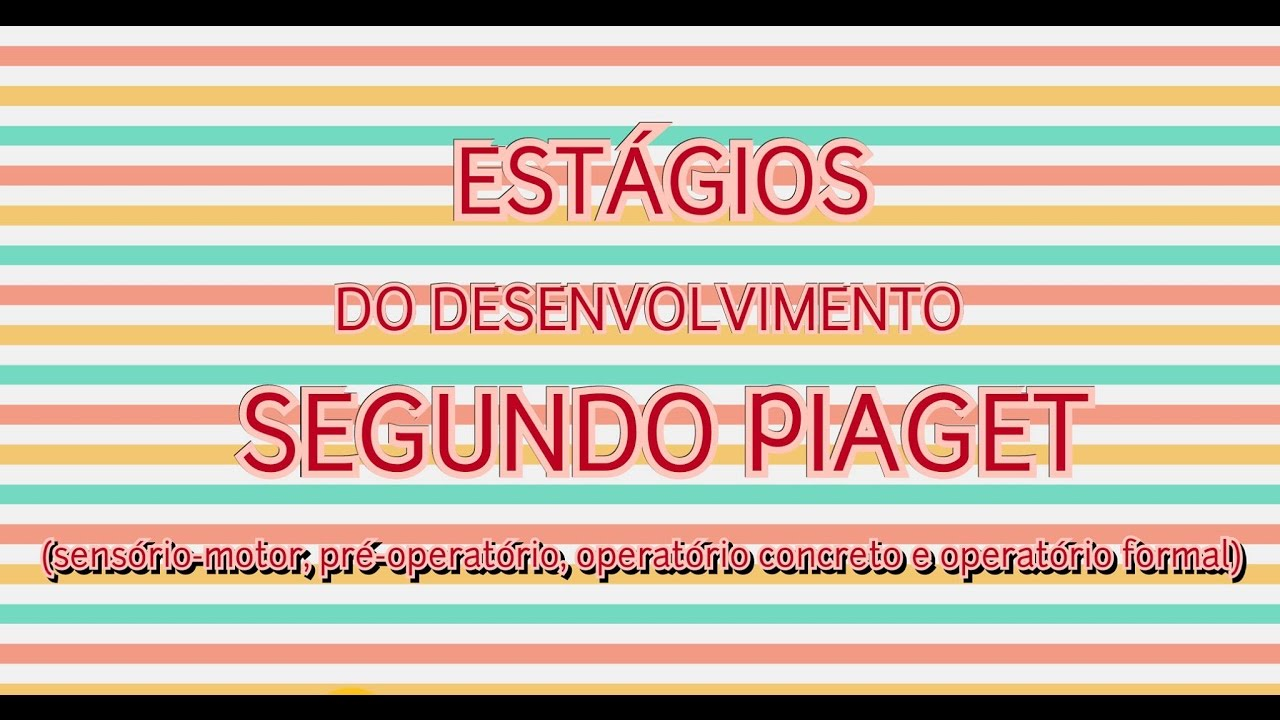 ESTÁGIOS
DO DESENVOLVIMENTO
SEGUNDO PIAGET
(sensório-motor, pré-operatório, operatório concreto e operatório formal)